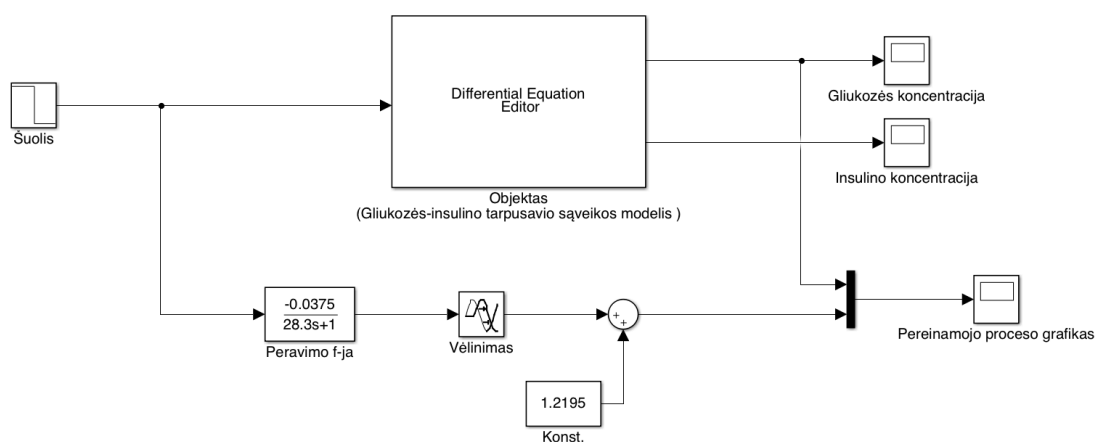 Differential Equation
Editor
Objektas
(Gliukozės-insulino tarpusavio sąveikos modelis )
Šuolis
Gliukozės koncentracija
Insulino koncentracija
-0.0375
28.3s+1
Peravimo f-ja
Vėlinimas
+
+
1.2195
Konst.
Pereinamojo proceso grafikas